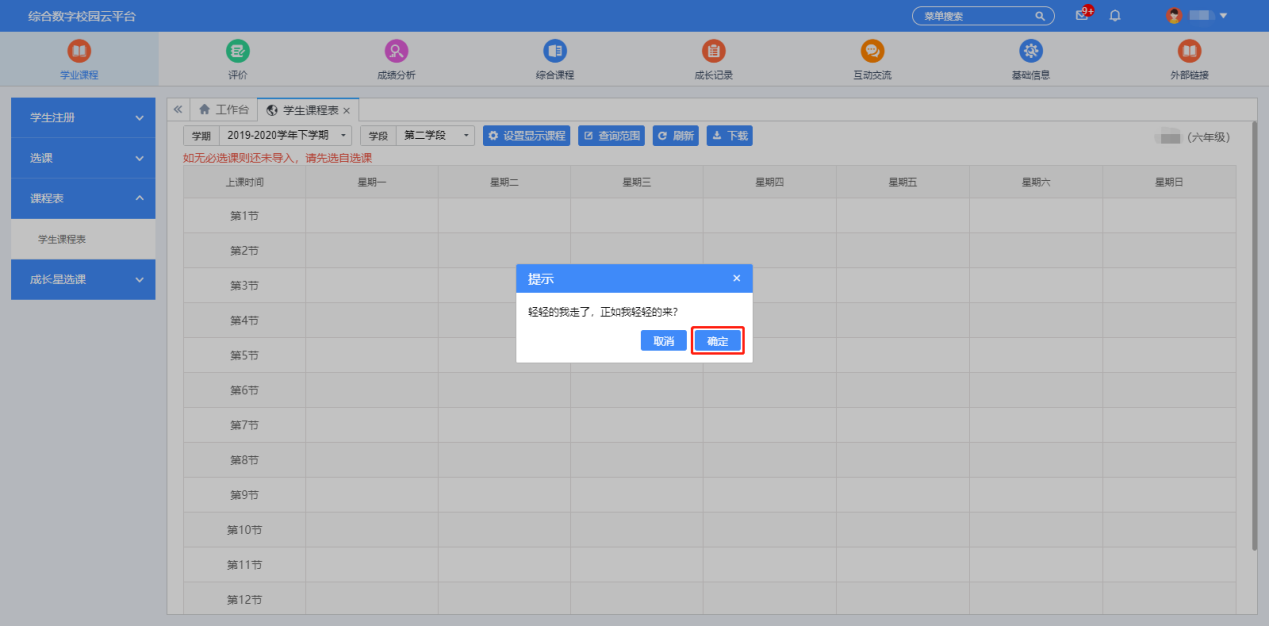 综合数字校园云平台
菜单搜索
9+
学业课程 评价 成绩分析 综合课程 成长记录 互动交流 基础信息 外部链接
学生注册
选课
课程表
学生课程表
成长星选课
工作台 学生课程表
学期 2019-2020学年下学期 学段 第二学段 设置显示课程 查询范围 刷新 下载 (六年级)
如无必选课则还未导入，请先选自选课
上课时间 星期一 星期二 星期三 星期四 星期五 星期六 星期日
第1节
第2节
第3节
第4节
第5节
第6节
第7节
第8节
第9节
第10节
第11节
第12节
提示
轻轻的我走了，正如我轻轻的来?
取消 确定